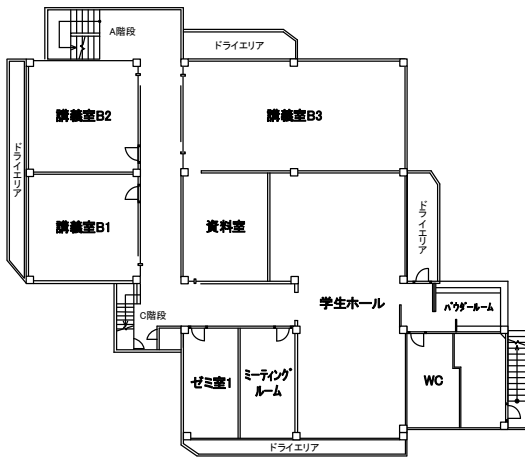 A階段
ドライエリア
講義室B2
講義室B3
ドライエリア
講義室B1
資料室
ドライエリア
学生ホール
パウダールーム
C階段
ゼミ室1
ミーティング
ルーム
WC
ドライエリア